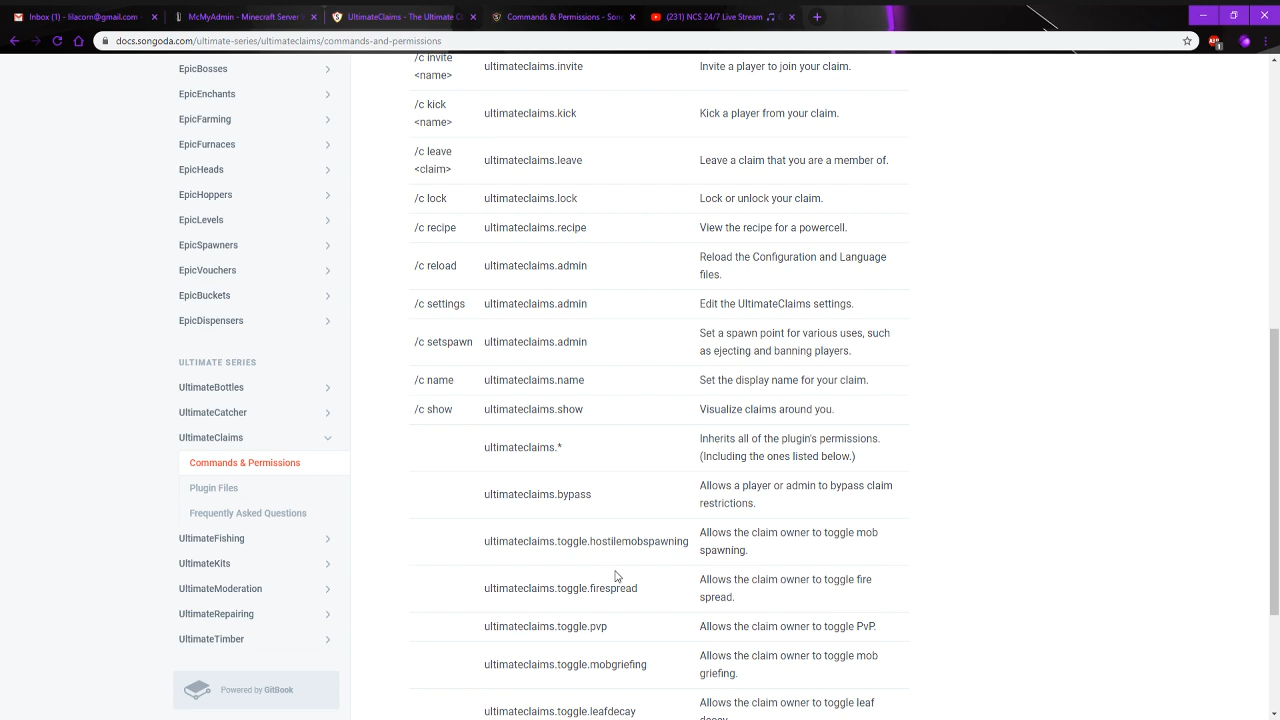 Inbox (1) - lilacorn@gmail.com -
McMyAdmin - Minecraft Server
UltimateClaims - The Ultimate Cl
Commands & Permissions - Son
(231) NCS 24/7 Live Stream
docs.songoda.com/ultimate-series/ultimateclaims/commands-and-permissions
EpicBosses
EpicEnchants
EpicFarming
EpicFurnaces
EpicHeads
EpicHoppers
EpicLevels
EpicSpawners
EpicVouchers
EpicBuckets
EpicDispensers
ULTIMATE SERIES
UltimateBottles
UltimateCatcher
UltimateClaims
Commands & Permissions
Plugin Files
Frequently Asked Questions
UltimateFishing
UltimateKits
UltimateModeration
UltimateRepairing
UltimateTimber
Powered by GitBook
/c invite
<name>
ultimateclaims.invite
Invite a player to join your claim.
/c kick
<name>
ultimateclaims.kick
Kick a player from your claim.
/c leave
<claim>
ultimateclaims.leave
Leave a claim that you are a member of.
/c lock
ultimateclaims.lock
Lock or unlock your claim.
/c recipe
ultimateclaims.recipe
View the recipe for a powercell.
/c reload
ultimateclaims.admin
Reload the Configuration and Language
files.
/c settings
ultimateclaims.admin
Edit the UltimateClaims settings.
/c setspawn
ultimateclaims.admin
Set a spawn point for various uses, such
as ejecting and banning players.
/c name
ultimateclaims.name
Set the display name for your claim.
/c show
ultimateclaims.show
Visualize claims around you.
ultimateclaims.*
Inherits all of the plugin's permissions.
(Including the ones listed below.)
ultimateclaims.bypass
Allows a player or admin to bypass claim
restrictions.
ultimateclaims.toggle.hostilemobspawning
Allows the claim owner to toggle mob
spawning.
ultimateclaims.toggle.firespread
Allows the claim owner to toggle fire
spread.
ultimateclaims.toggle.pvp
Allows the claim owner to toggle PvP.
ultimateclaims.toggle.mobgriefing
Allows the claim owner to toggle mob
griefing.
ultimateclaims.toggle.leafdecay
Allows the claim owner to toggle leaf
decay.